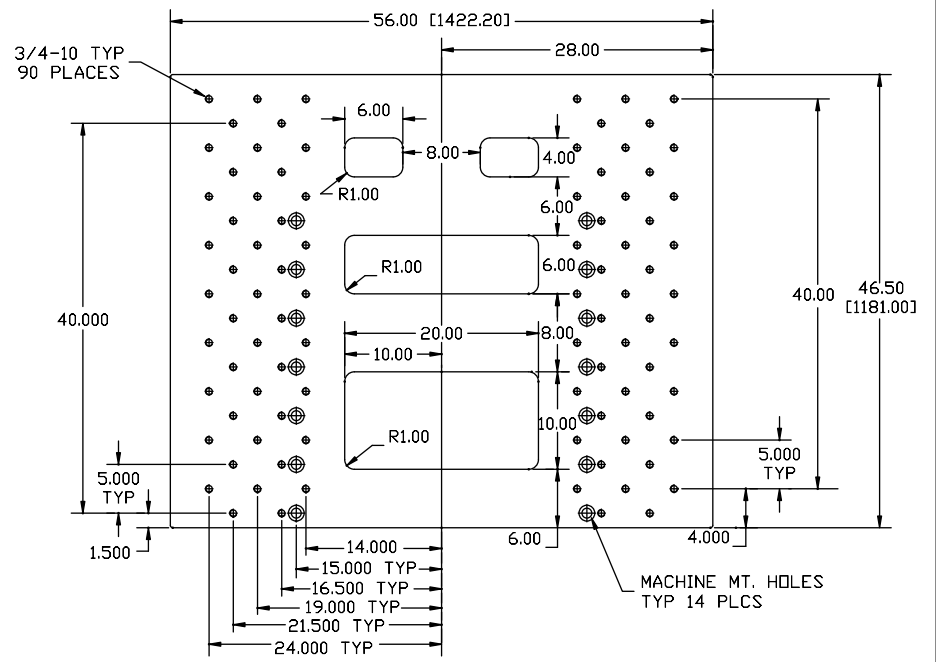 56.00 [1422.20]
28.00
3/4-10 TYP
90 PLACES
6.00
8.00
4.00
R1.00
6.00
R1.00
6.00
40.00
46.50
[1181.00]
40.000
20.00
8.00
10.00
10.00
R1.00
5.000
TYP
5.000
TYP
1.500
6.00
4.000
14.000
15.000 TYP
16.500 TYP
19.000 TYP
21.500 TYP
24.000 TYP
MACHINE MT. HOLES
TYP 14 PLCS